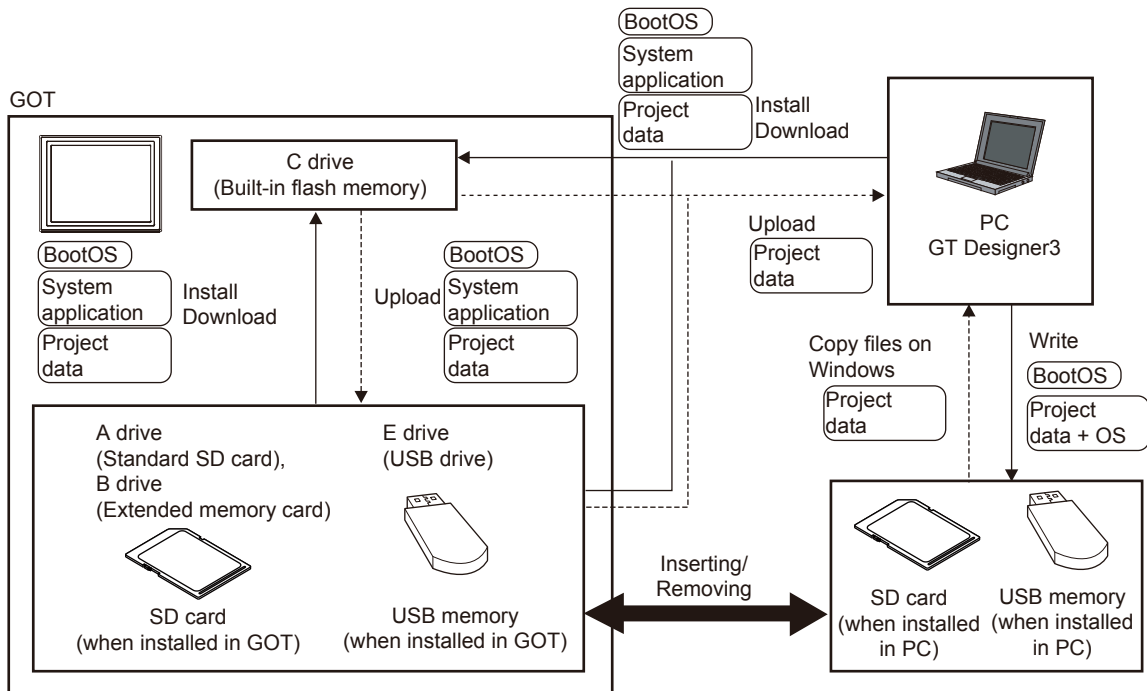 BootOS
System
application
Project
data
Install
Download
GOT
C drive
(Built-in flash memory)
PC
GT Designer3
Upload
Project
data
BootOS
System
application
Project
data
Install
Download
Upload
BootOS
System
application
Project
data
Copy files on
Windows
Project
data
Write
BootOS
Project
data + OS
A drive
(Standard SD card),
B drive
(Extended memory card)
E drive
(USB drive)
SD card
(when installed in GOT)
USB memory
(when installed in GOT)
Inserting/
Removing
SD card
(when installed
in PC)
USB memory
(when installed
in PC)